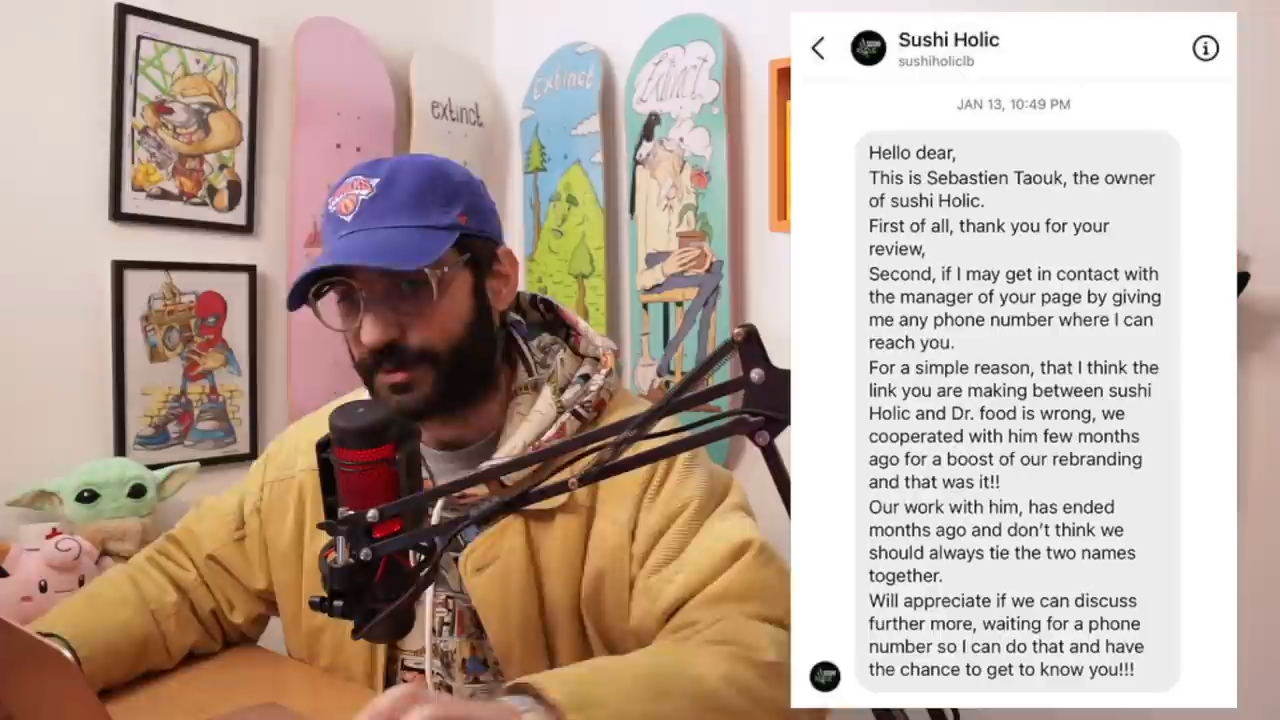 extinct.
Extinct
Extinct
Sushi Holic
sushiholiclb
JAN 13, 10:49 PM
Hello dear,
This is Sebastien Taouk, the owner
of sushi Holic.
First of all, thank you for your
review,
Second, if I may get in contact with
the manager of your page by giving
me any phone number where I can
reach you.
For a simple reason, that I think the
link you are making between sushi
Holic and Dr. food is wrong, we
cooperated with him few months
ago for a boost of our rebranding
and that was it!!
Our work with him, has ended
months ago and don't think we
should always tie the two names
together.
Will appreciate if we can discuss
further more, waiting for a phone
number so I can do that and have
the chance to get to know you!!!